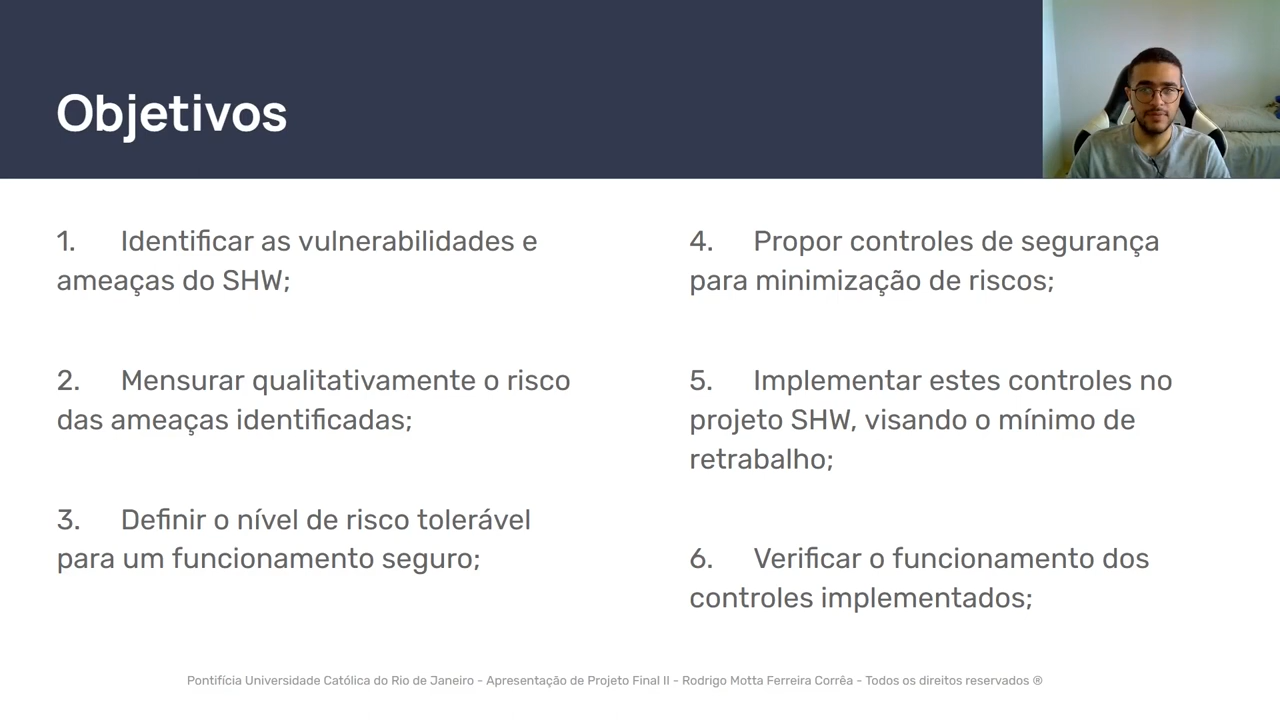 Objetivos
1. Identificar as vulnerabilidades e
ameaças do SHW;
2. Mensurar qualitativamente o risco
das ameaças identificadas;
3. Definir o nível de risco tolerável
para um funcionamento seguro;
4. Propor controles de segurança
para minimização de riscos;
5. Implementar estes controles no
projeto SHW, visando o mínimo de
retrabalho;
6. Verificar o funcionamento dos
controles implementados;
Pontifícia Universidade Católica do Rio de Janeiro - Apresentação de Projeto Final II - Rodrigo Motta Ferreira Corrêa - Todos os direitos reservados ®